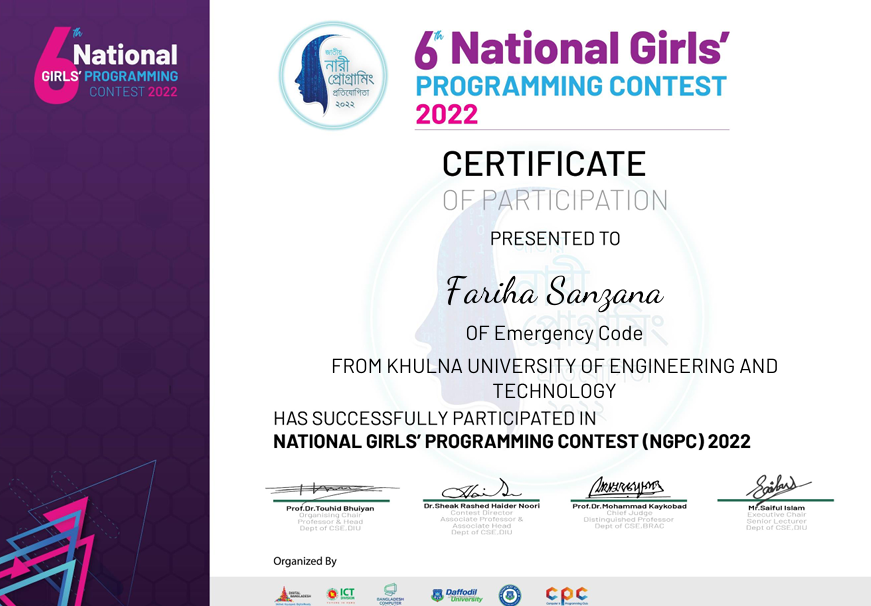 6th National
GIRLS' PROGRAMMING
CONTEST 2022
জাতীয়
নারী
প্রোগ্রামিং
প্রতিযোগিতা
২০২২
6th National Girls'
PROGRAMMING CONTEST
2022
CERTIFICATE
OF PARTICIPATION
PRESENTED TO
Fariha Sanzana
OF Emergency Code
FROM KHULNA UNIVERSITY OF ENGINEERING AND
TECHNOLOGY
HAS SUCCESSFULLY PARTICIPATED IN
NATIONAL GIRLS' PROGRAMMING CONTEST (NGPC) 2022
Prof.Dr.Touhid Bhuiyan
Organising Chair
Professor & Head
Dept of CSE,DIU
Dr.Sheak Rashed Haider Noori
Contest Director
Associate Professor &
Associate Head
Dept of CSE,DIU
Prof.Dr.Mohammad Kaykobad
Chief Judge
Distinguished Professor
Dept of CSE,BRAC
Mr.Saiful Islam
Executive Chair
Senior Lecturer
Dept of CSE,DIU
Organized By
DIGITAL
BANGLADESH
ICT
DIVISION
BANGLADESH
COMPUTER
Daffodil
University
cpc